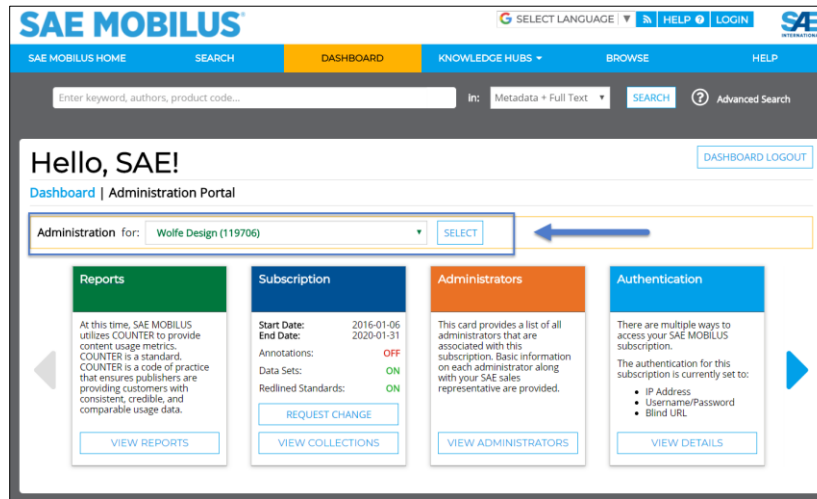 SAE MOBILUS®
SELECT LANGUAGE ▼ HELP LOGIN SAE INTERNATIONAL
SAE MOBILUS HOME SEARCH DASHBOARD KNOWLEDGE HUBS BROWSE HELP
Enter keyword, authors, product code... In: Metadata + Full Text SEARCH ? Advanced Search
Hello, SAE!
DASHBOARD LOGOUT
Dashboard | Administration Portal
Administration for: Wolfe Design (119706) SELECT
Reports
At this time, SAE MOBILUS
utilizes COUNTER to provide
content usage metrics.
COUNTER is a standard.
COUNTER is a code of practice
that ensures publishers are
providing customers with
consistent, credible, and
comparable usage data.
VIEW REPORTS
Subscription
Start Date: 2016-01-06
End Date: 2020-01-31
Annotations: OFF
Data Sets: ON
Redlined Standards: ON
REQUEST CHANGE
VIEW COLLECTIONS
Administrators
This card provides a list of all
administrators that are
associated with this
subscription. Basic information
on each administrator along
with your SAE sales
representative are provided.
VIEW ADMINISTRATORS
Authentication
There are multiple ways to
access your SAE MOBILUS
subscription.
The authentication for this
subscription is currently set to:
• IP Address
• Username/Password
• Blind URL
VIEW DETAILS